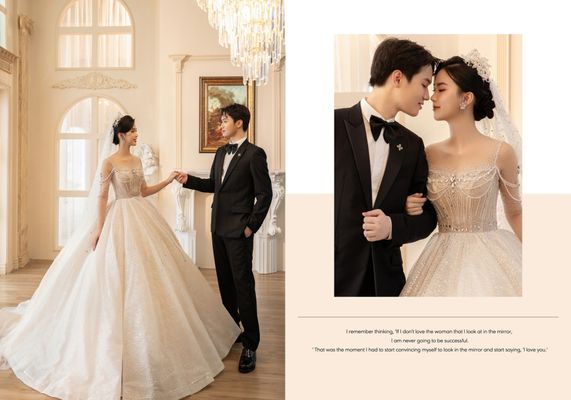 I remember thinking, 'If I don't love the woman that I look at in the mirror,
I am never going to be successful.
' That was the moment I had to start convincing myself to look in the mirror and start saying, 'I love you.'